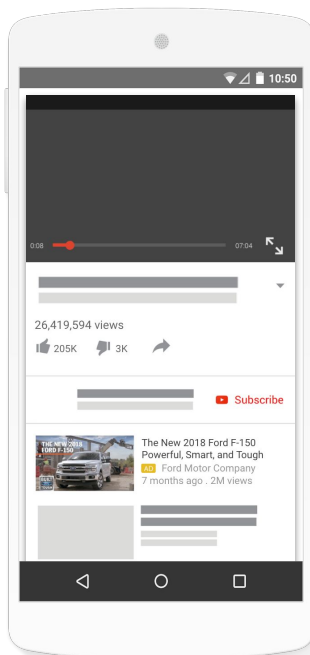 10:50
0:08
07:04
26,419,594 views
205K
3K
Subscribe
THE NEW 2018
FORD F-150
The New 2018 Ford F-150
Powerful, Smart, and Tough
AD Ford Motor Company
7 months ago . 2M views